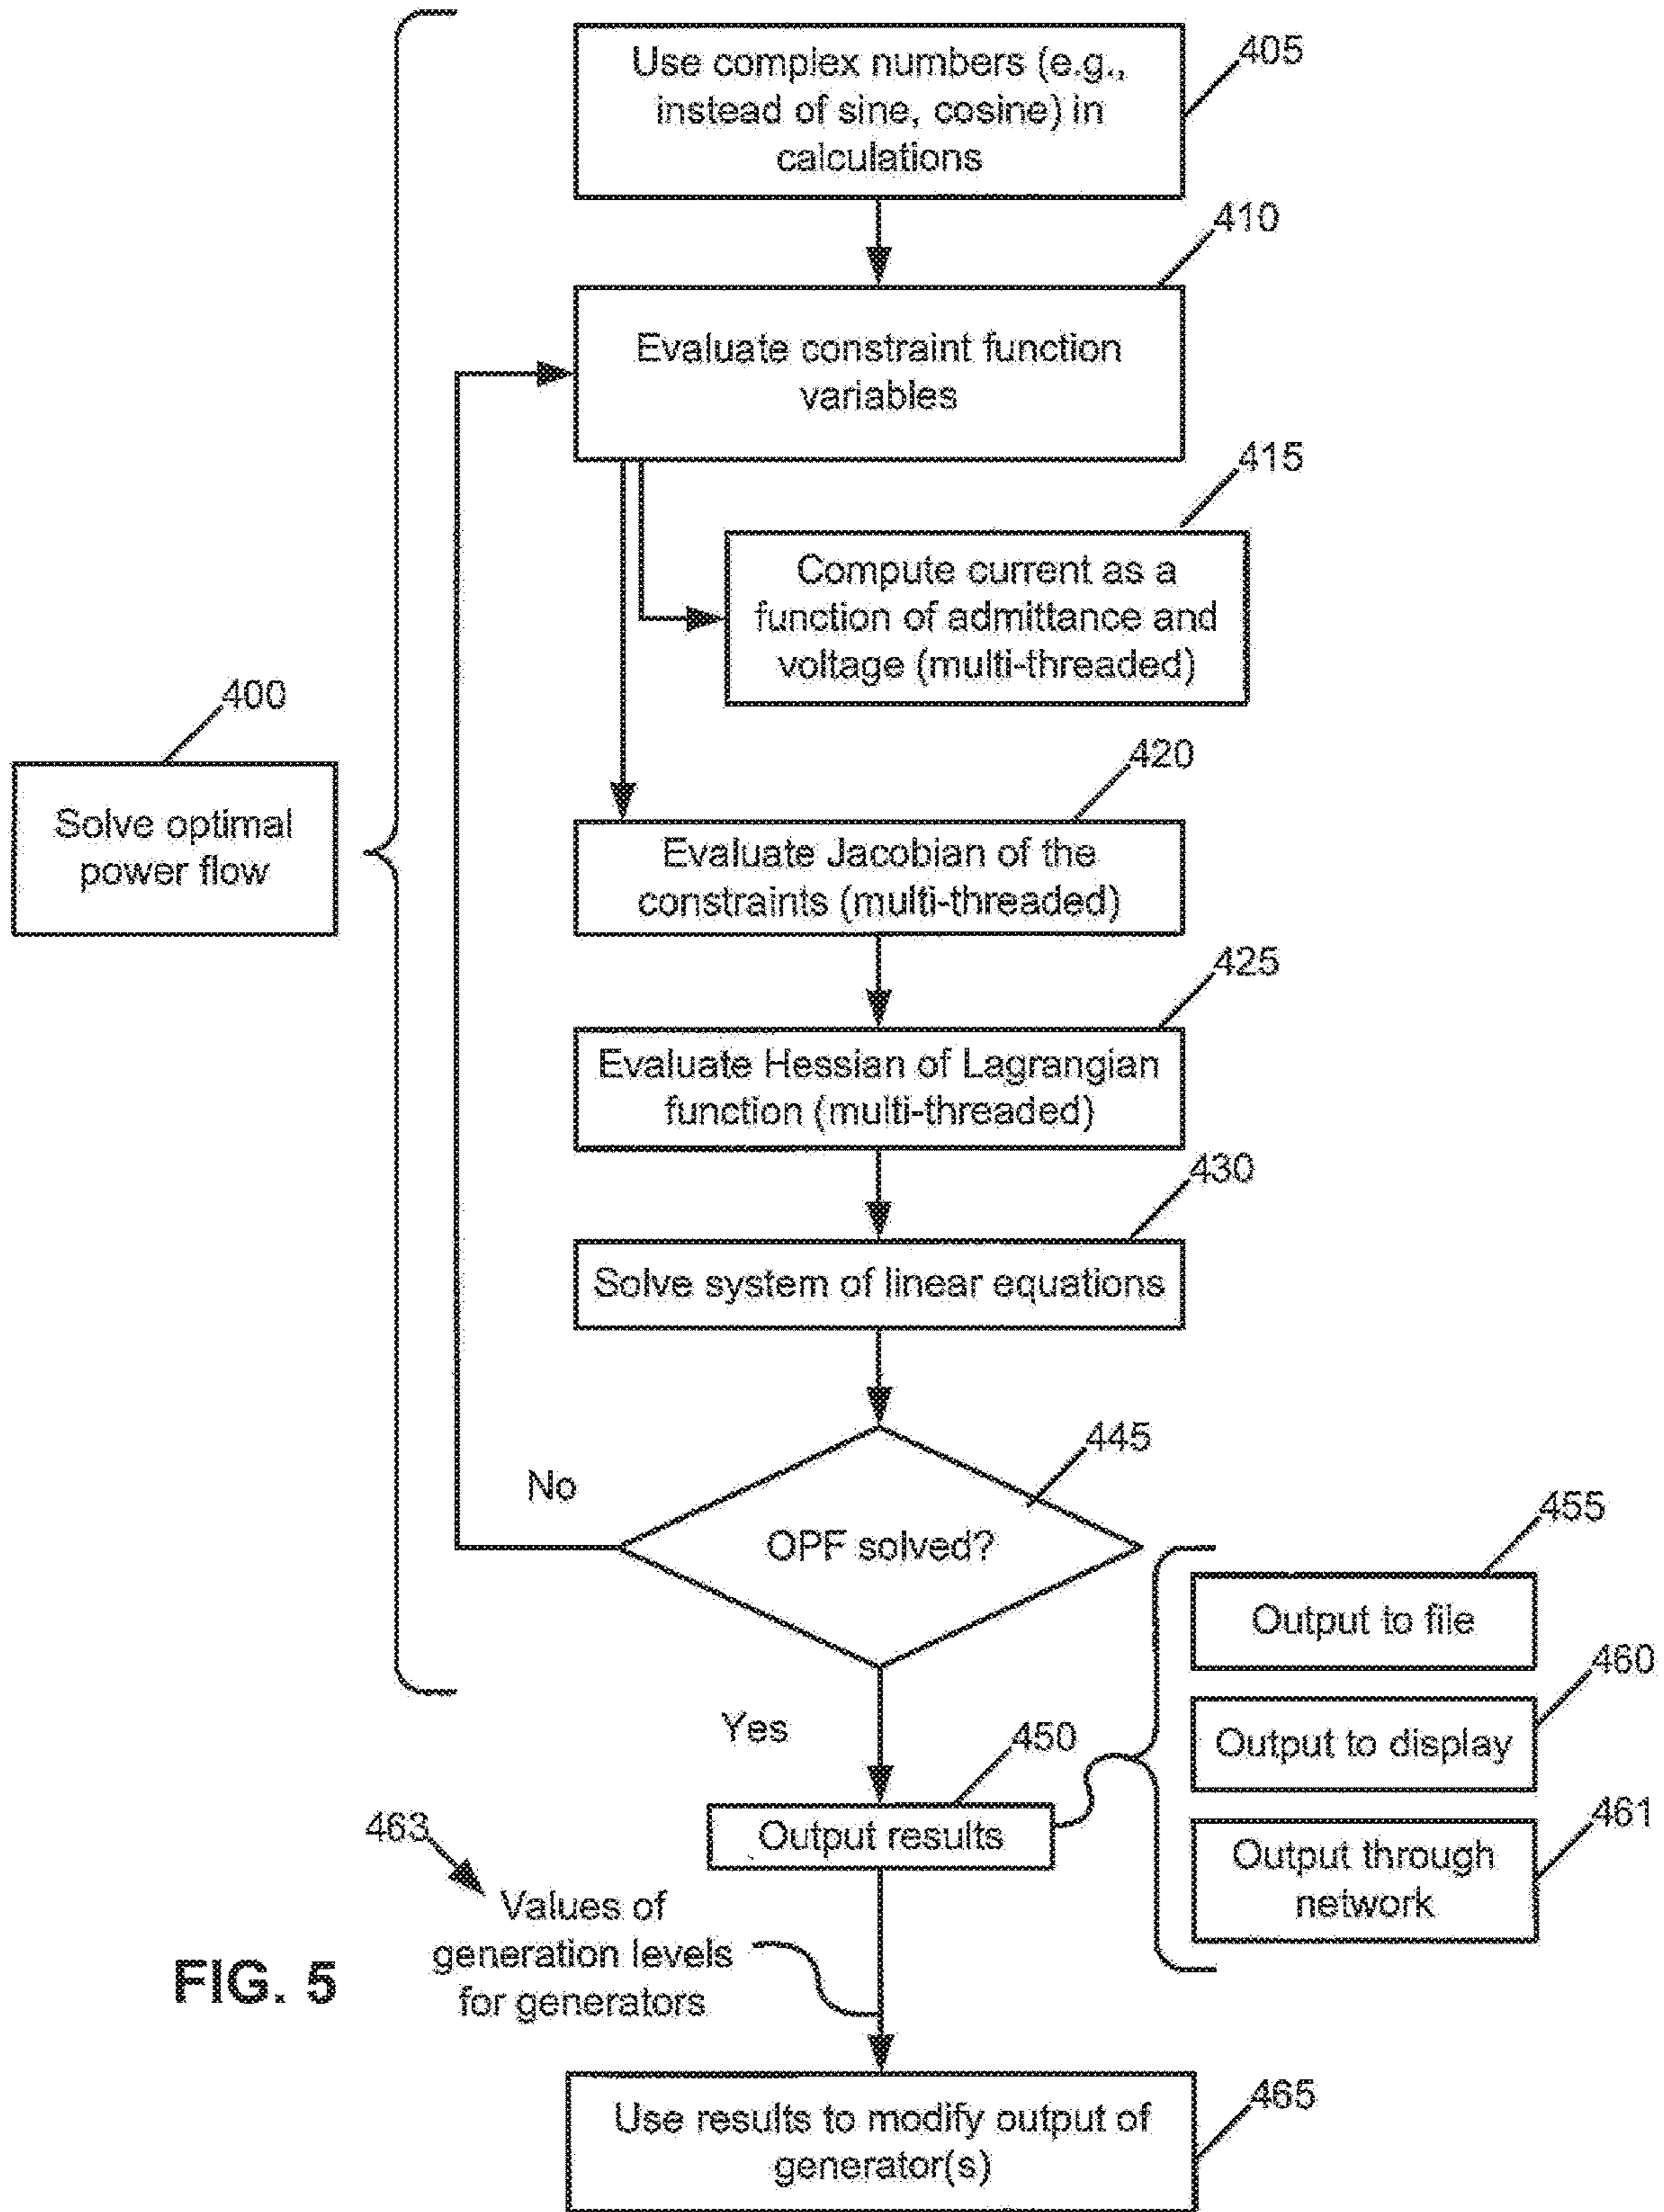 Use complex numbers (e.g.,
instead of sine, cosine) in
calculations
405
410
Evaluate constraint function
variables
415
Compute current as a
function of admittance and
voltage (multi-threaded)
400
Solve optimal
power flow
420
Evaluate Jacobian of the
constraints (multi-threaded)
425
Evaluate Hessian of Lagrangian
function (multi-threaded)
430
Solve system of linear equations
445
No
OPF solved?
455
Output to file
460
Output to display
Yes
450
Output results
461
Output through
network
463
Values of
generation levels
for generators
FIG. 5
465
Use results to modify output of
generator(s)